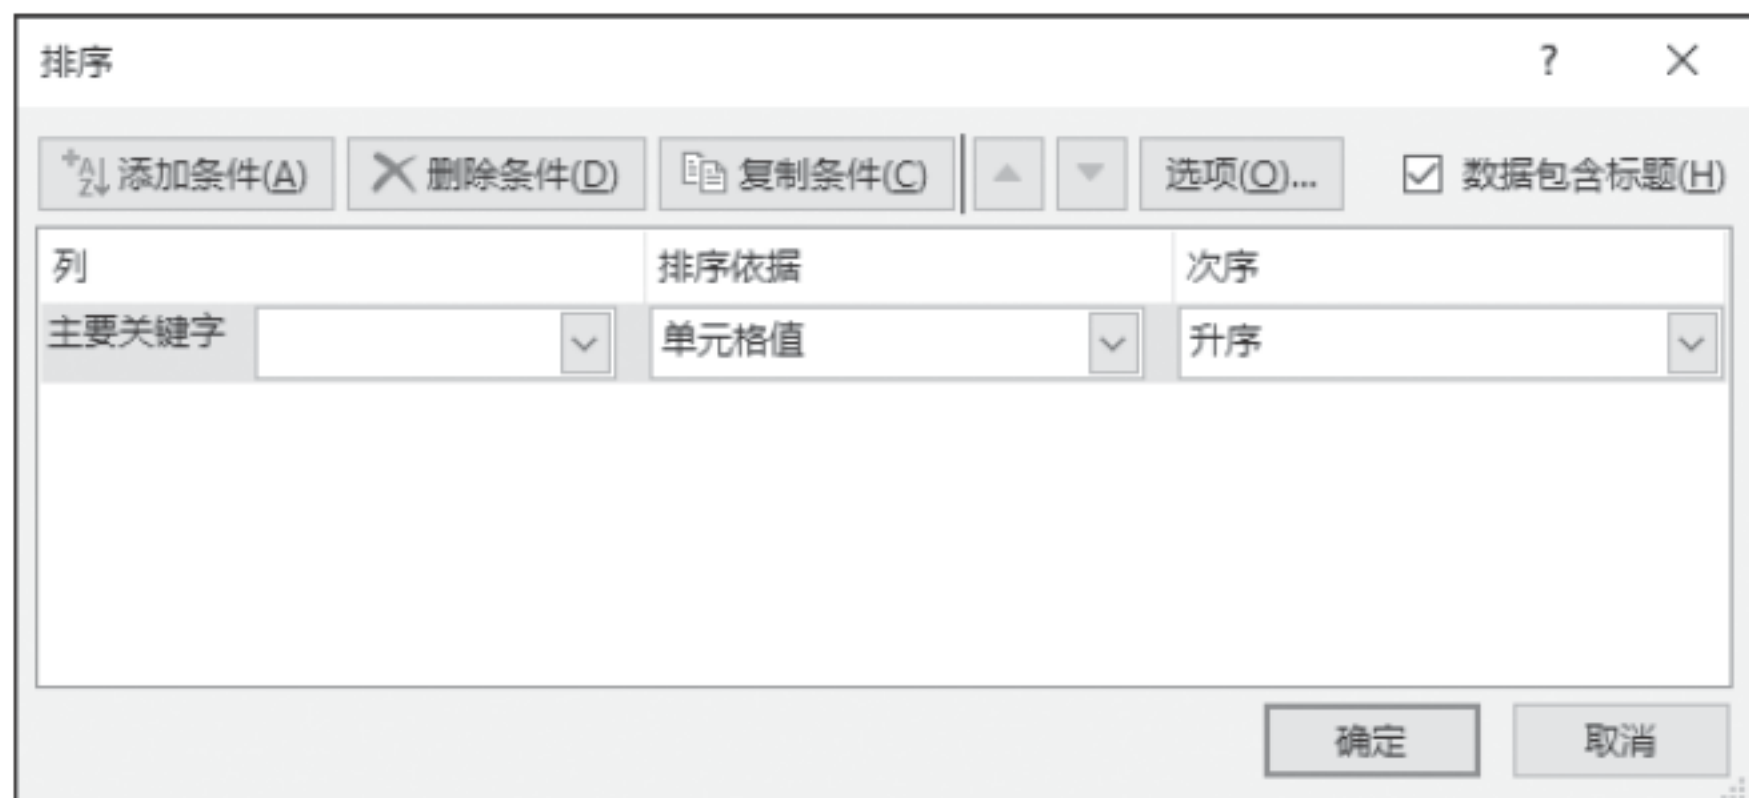 排序
添加条件(A) 删除条件(D) 复制条件(C) 选项(O)... 数据包含标题(H)
列 排序依据 次序
主要关键字 单元格值 升序
确定 取消